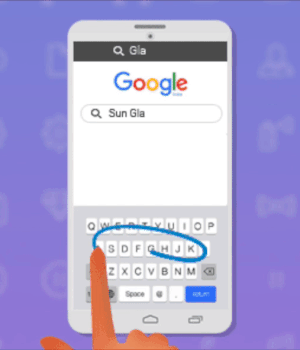 Gla
Google
Sun Gla
Q W E R T Y U I O P
S D F G H J K
Z X C V B N M
Space @ . return